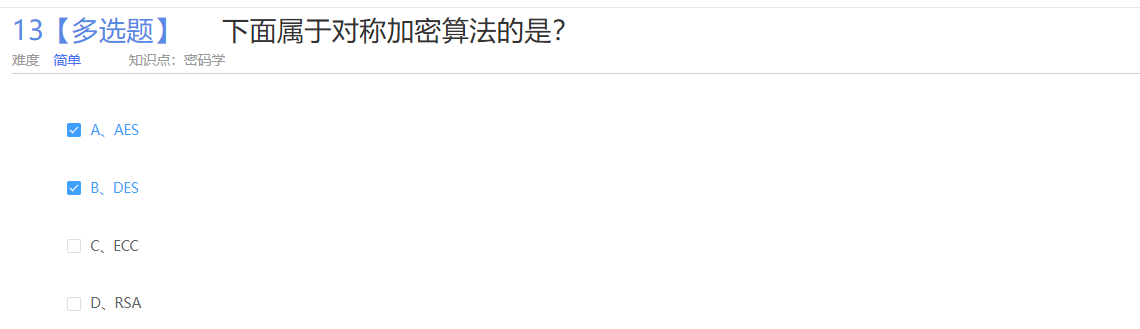 13【多选题】 下面属于对称加密算法的是?
难度 简单 知识点：密码学
A、AES
B、DES
C、ECC
D、RSA